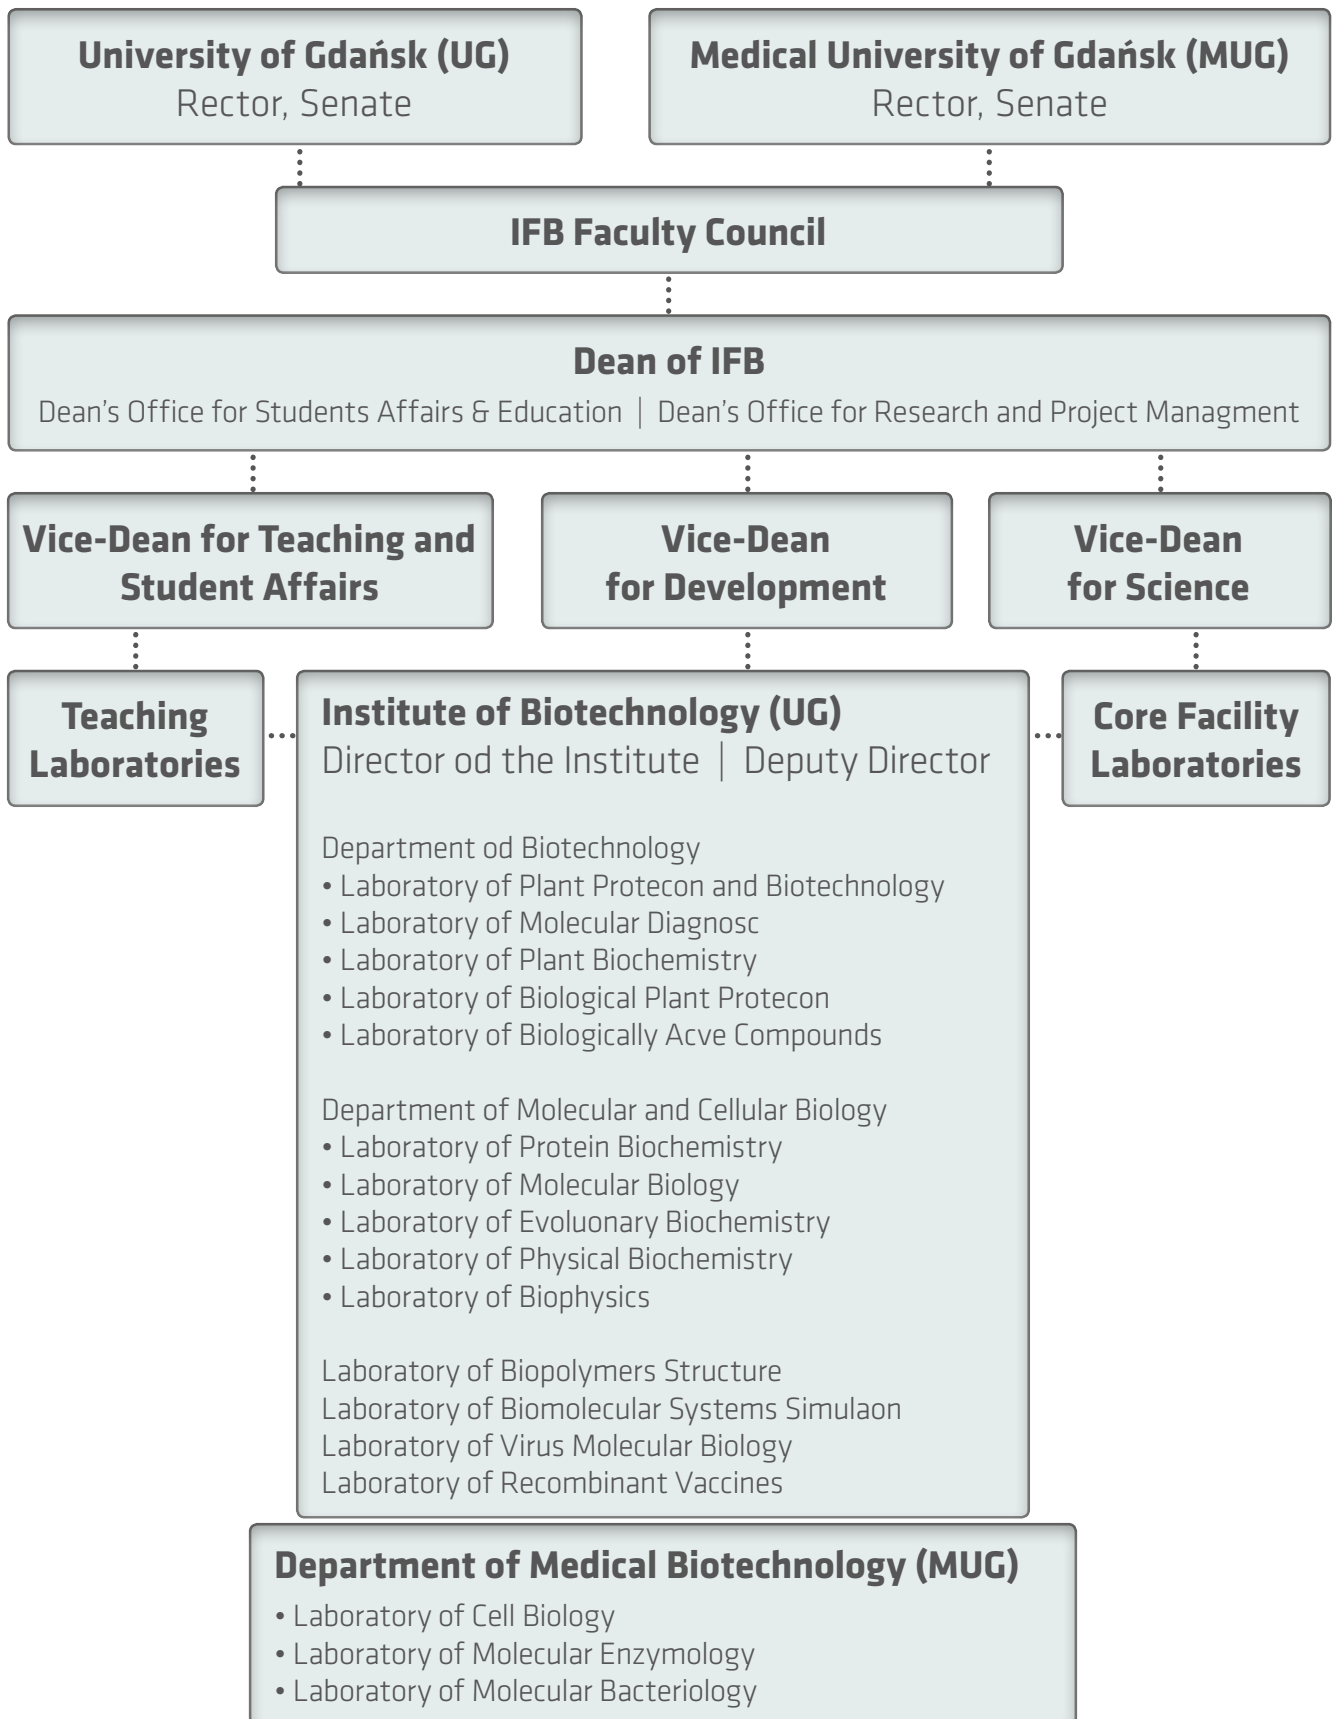 University of Gdańsk (UG)
Rector, Senate
Medical University of Gdańsk (MUG)
Rector, Senate
IFB Faculty Council
Dean of IFB
Dean's Office for Students Affairs & Education | Dean's Office for Research and Project Managment
Vice-Dean for Teaching and
Student Affairs
Vice-Dean
for Development
Vice-Dean
for Science
Teaching
Laboratories
Institute of Biotechnology (UG)
Director od the Institute | Deputy Director
Department od Biotechnology
• Laboratory of Plant Protecon and Biotechnology
• Laboratory of Molecular Diagnosc
• Laboratory of Plant Biochemistry
• Laboratory of Biological Plant Protecon
• Laboratory of Biologically Acve Compounds
Department of Molecular and Cellular Biology
• Laboratory of Protein Biochemistry
• Laboratory of Molecular Biology
• Laboratory of Evoluonary Biochemistry
• Laboratory of Physical Biochemistry
• Laboratory of Biophysics
Laboratory of Biopolymers Structure
Laboratory of Biomolecular Systems Simulaon
Laboratory of Virus Molecular Biology
Laboratory of Recombinant Vaccines
Core Facility
Laboratories
Department of Medical Biotechnology (MUG)
• Laboratory of Cell Biology
• Laboratory of Molecular Enzymology
• Laboratory of Molecular Bacteriology